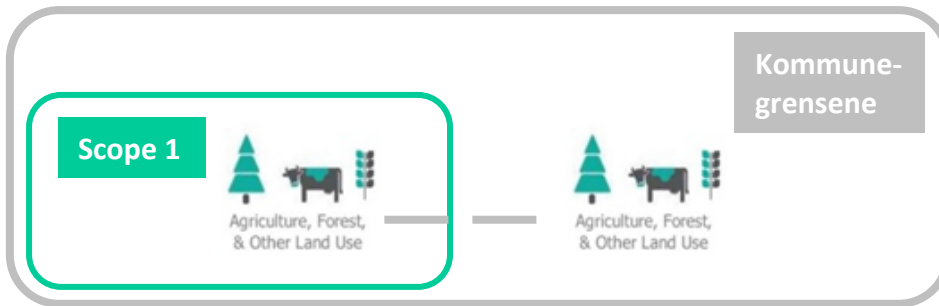 Kommune-
grensene
Scope 1
Agriculture, Forest,
& Other Land Use
Agriculture, Forest,
& Other Land Use